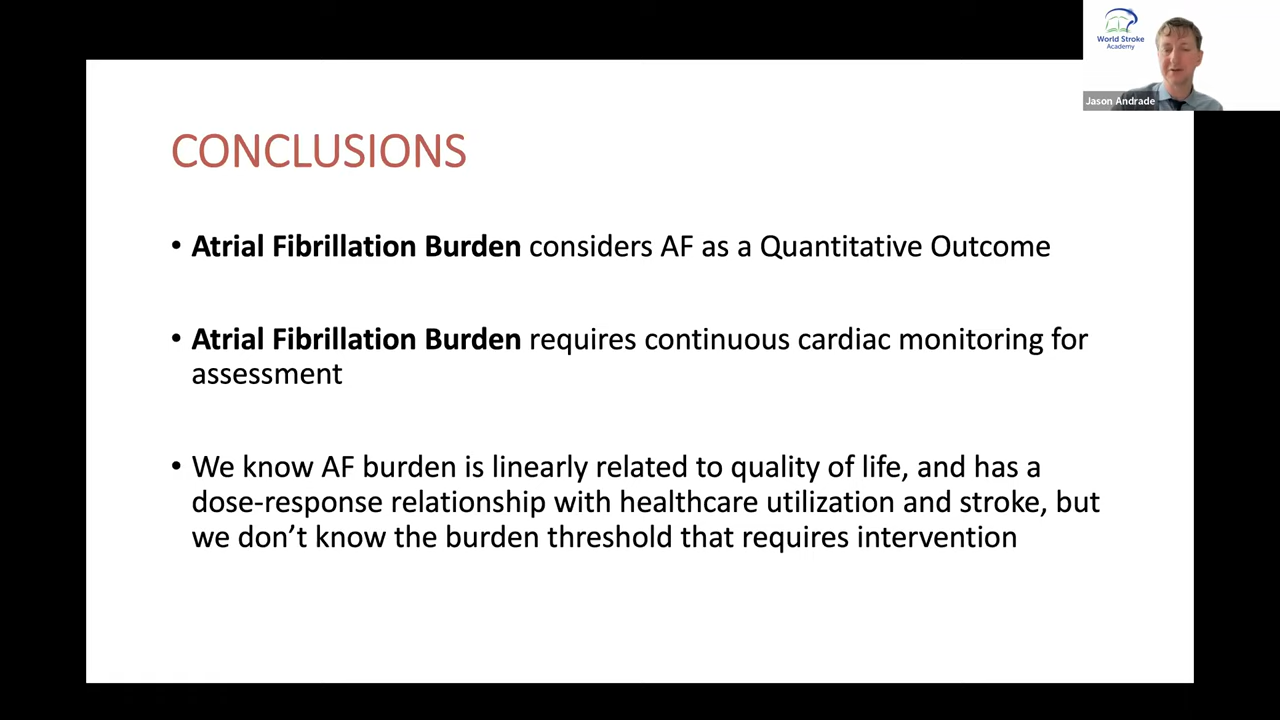 World Stroke
Academy
Jason Andrade
CONCLUSIONS
• Atrial Fibrillation Burden considers AF as a Quantitative Outcome
• Atrial Fibrillation Burden requires continuous cardiac monitoring for
assessment
• We know AF burden is linearly related to quality of life, and has a
dose-response relationship with healthcare utilization and stroke, but
we don’t know the burden threshold that requires intervention